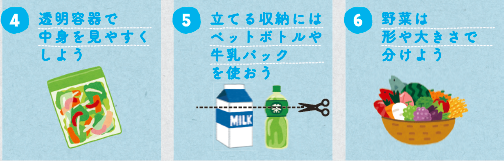 4 透明容器で
中身を見やすく
しよう
5 立てる収納には
ペットボトルや
牛乳パック
を使おう
MILK
6 野菜は
形や大きさで
分けよう